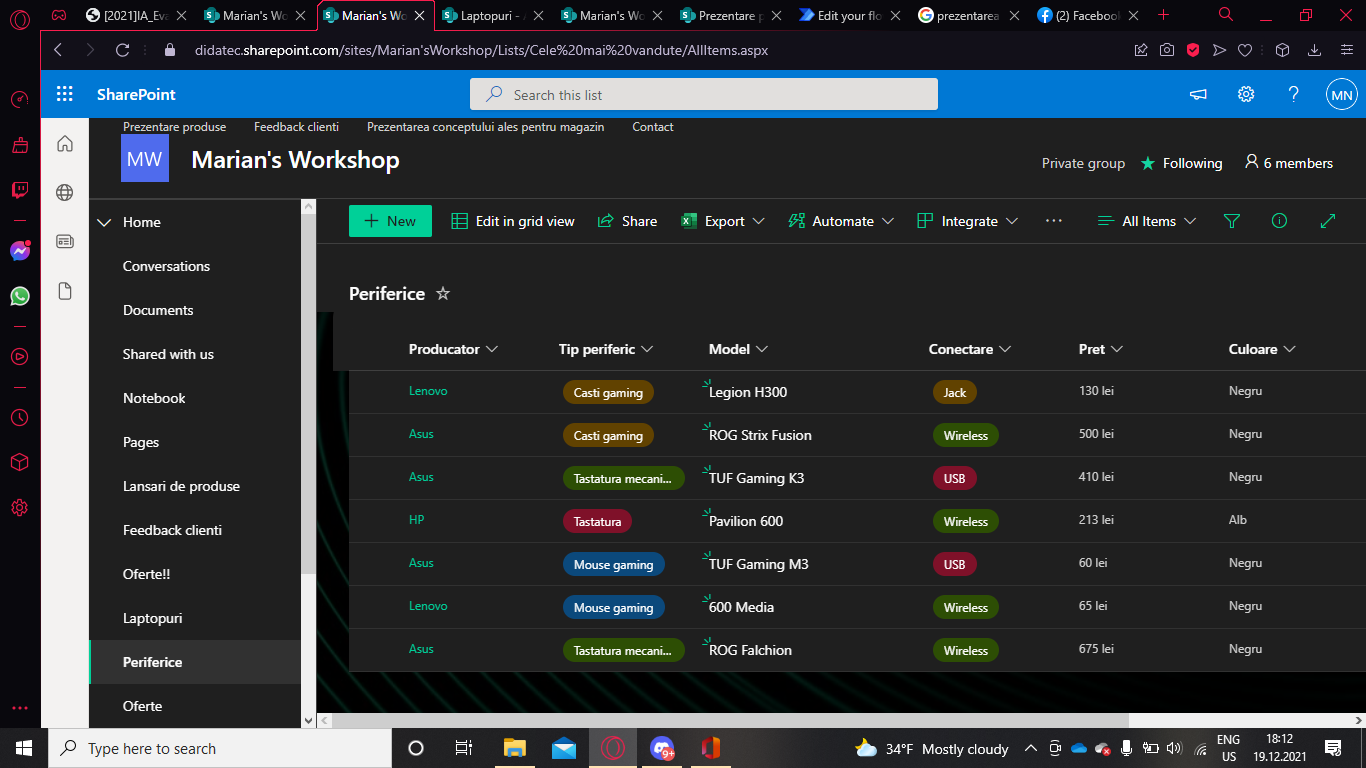 [2021]IA_Eva
Marian's Wo
Marian's Wo
Laptopuri -
Marian's Wo
Prezentare p
Edit your flo
prezentarea
(2) Facebook
didatec.sharepoint.com/sites/Marian'sWorkshop/Lists/Cele%20mai%20vandute/AllItems.aspx
SharePoint
Search this list
MN
Prezentare produse Feedback clienti Prezentarea conceptului ales pentru magazin Contact
MW
Marian's Workshop
Private group Following 6 members
Home
Conversations
Documents
Shared with us
Notebook
Pages
Lansari de produse
Feedback clienti
Oferte!!
Laptopuri
Periferice
Oferte
New Edit in grid view Share Export Automate Integrate All Items
Periferice
Producator Tip periferic Model Conectare Pret Culoare
Lenovo Casti gaming Legion H300 Jack 130 lei Negru
Asus Casti gaming ROG Strix Fusion Wireless 500 lei Negru
Asus Tastatura mecani... TUF Gaming K3 USB 410 lei Negru
HP Tastatura Pavilion 600 Wireless 213 lei Alb
Asus Mouse gaming TUF Gaming M3 USB 60 lei Negru
Lenovo Mouse gaming 600 Media Wireless 65 lei Negru
Asus Tastatura mecani... ROG Falchion Wireless 675 lei Negru
Type here to search
9+
34°F Mostly cloudy
ENG
US
18:12
19.12.2021